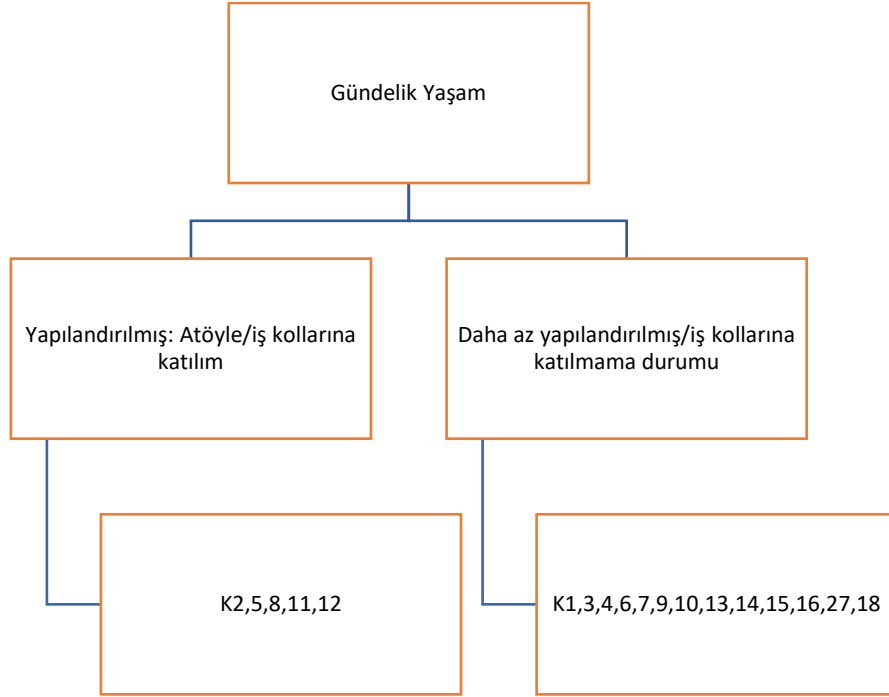 Gündelik Yaşam
Yapılandırılmış: Atöyle/iş kollarına
katılım
Daha az yapılandırılmış/iş kollarına
katılmama durumu
K2,5,8,11,12
K1,3,4,6,7,9,10,13,14,15,16,27,18